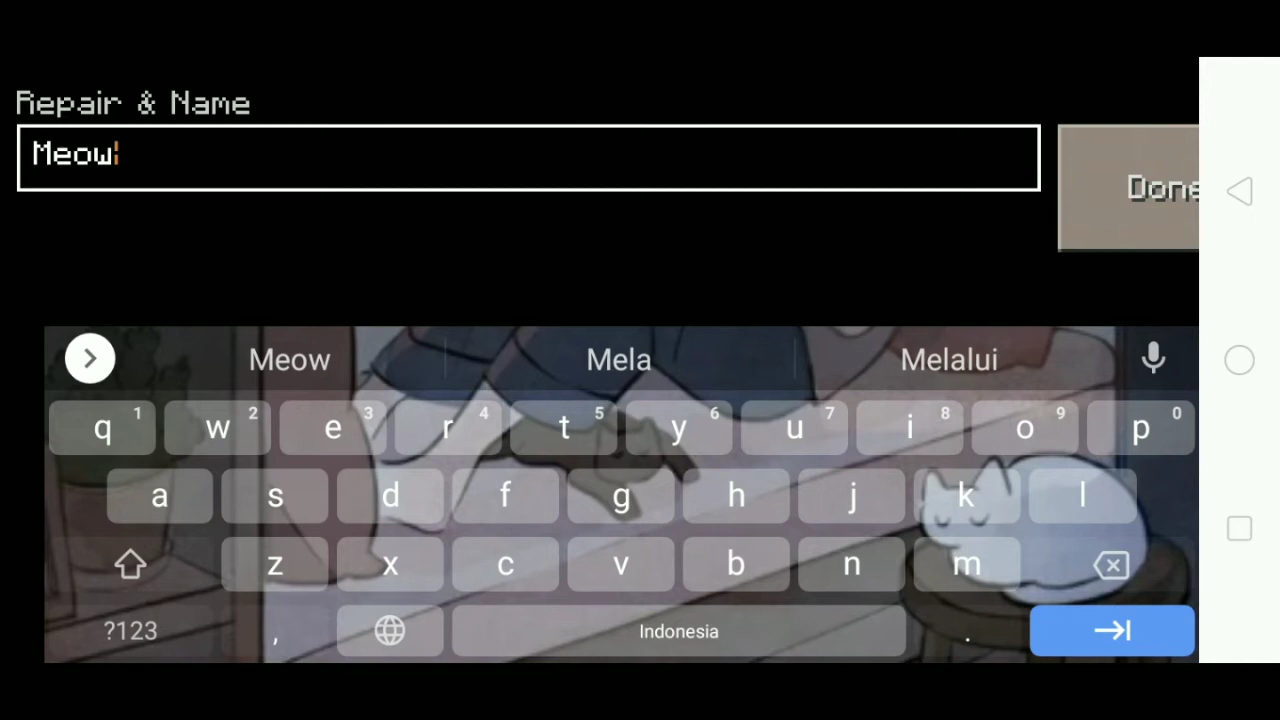 Repair & Name
Meow
Done
Meow Mela Melalui
q 1 w 2 e 3 r 4 t 5 y 6 u 7 i 8 o 9 p 0
a s d f g h j k l
z x c v b n m
?123 , Indonesia .